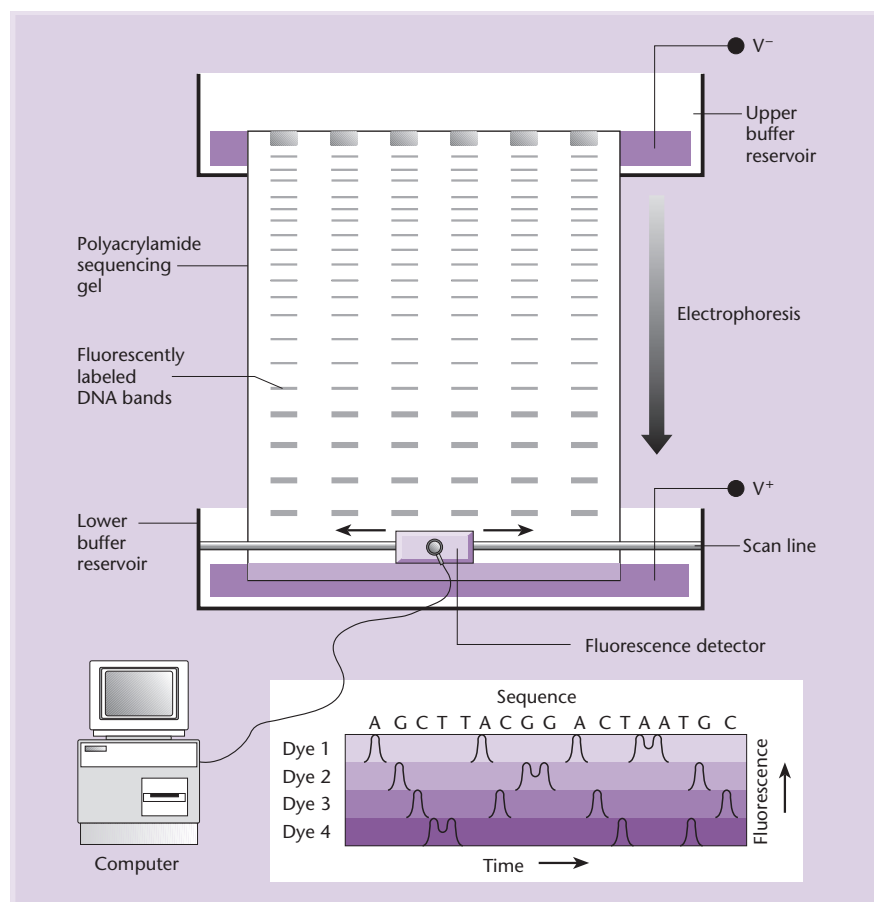 V⁻
Upper
buffer
reservoir
Polyacrylamide
sequencing
gel
Electrophoresis
Fluorescently
labeled
DNA bands
V⁺
Lower
buffer
reservoir
Scan line
Fluorescence detector
Sequence
A G C T T A C G G A C T A A T G C
Dye 1
Dye 2
Dye 3
Dye 4
Fluorescence
Time
Computer